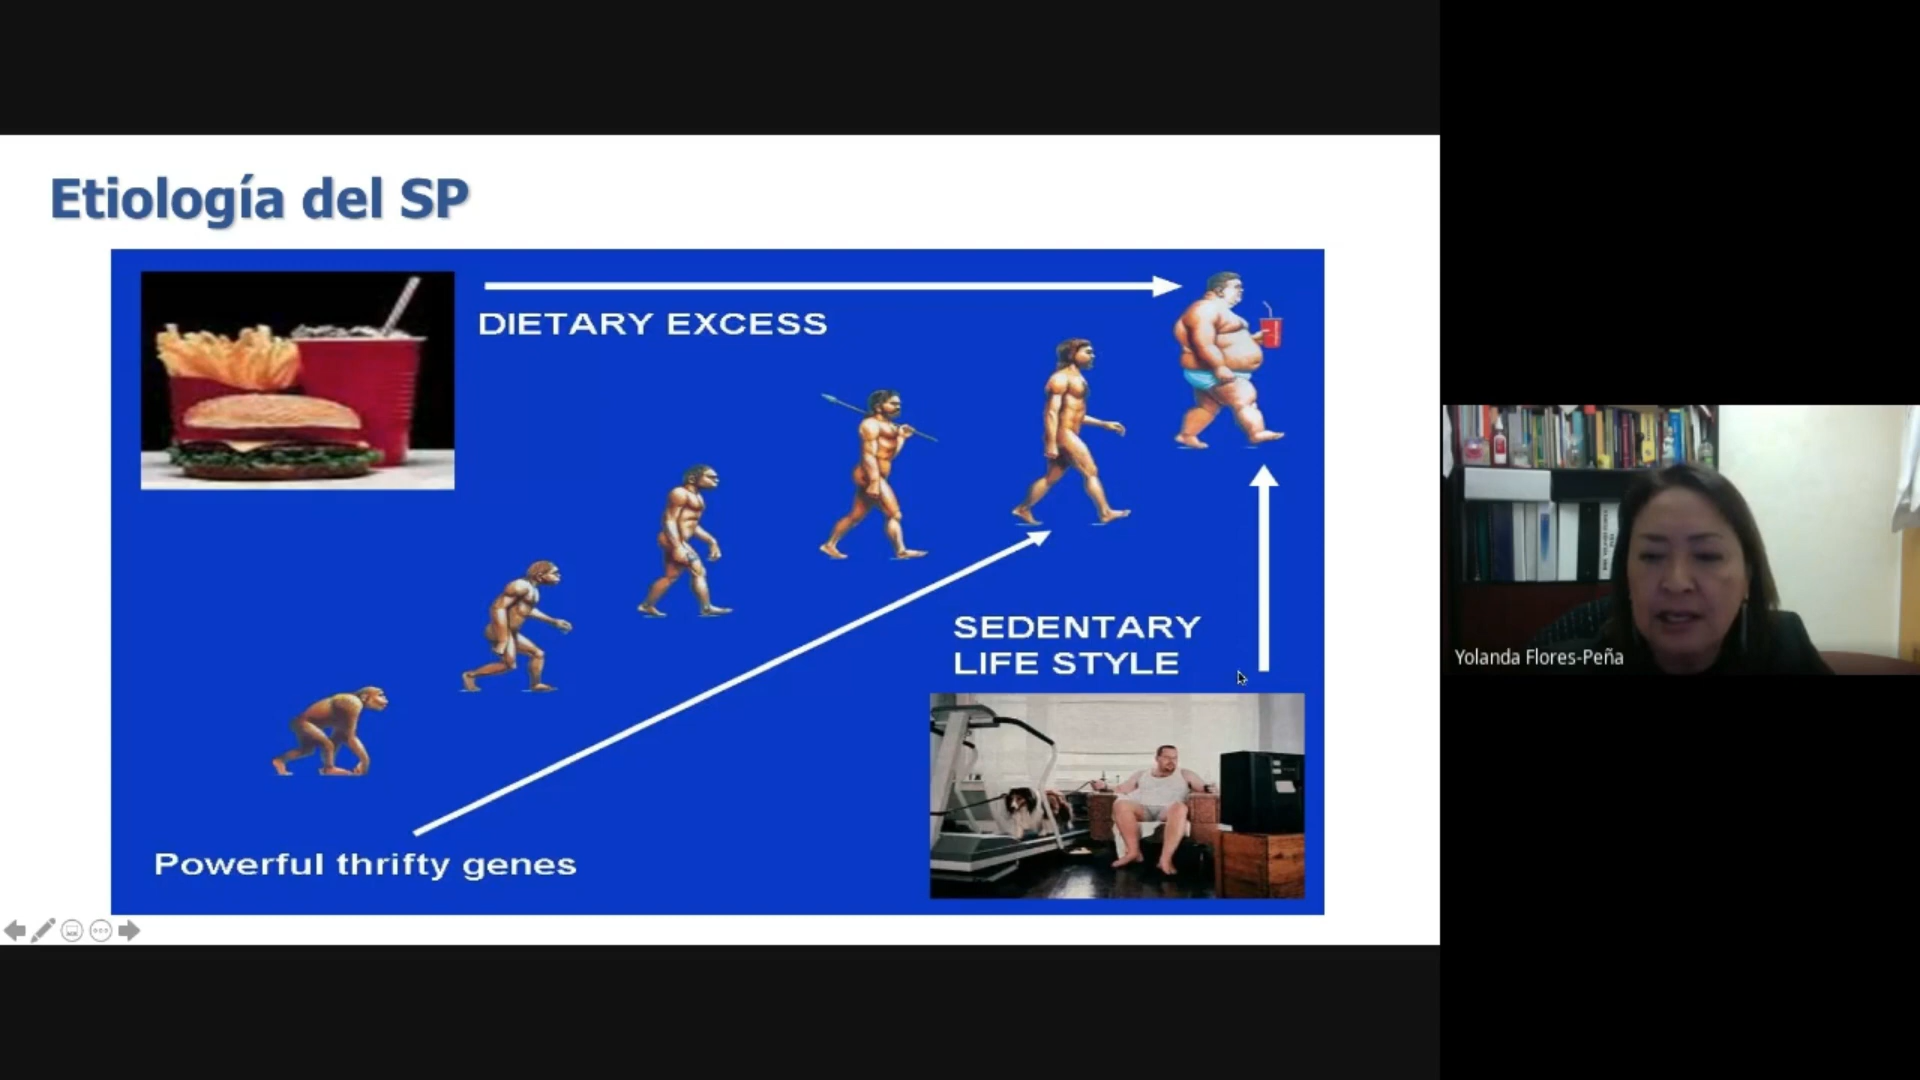 Etiología del SP
DIETARY EXCESS
SEDENTARY
LIFE STYLE
Powerful thrifty genes
Yolanda Flores-Peña